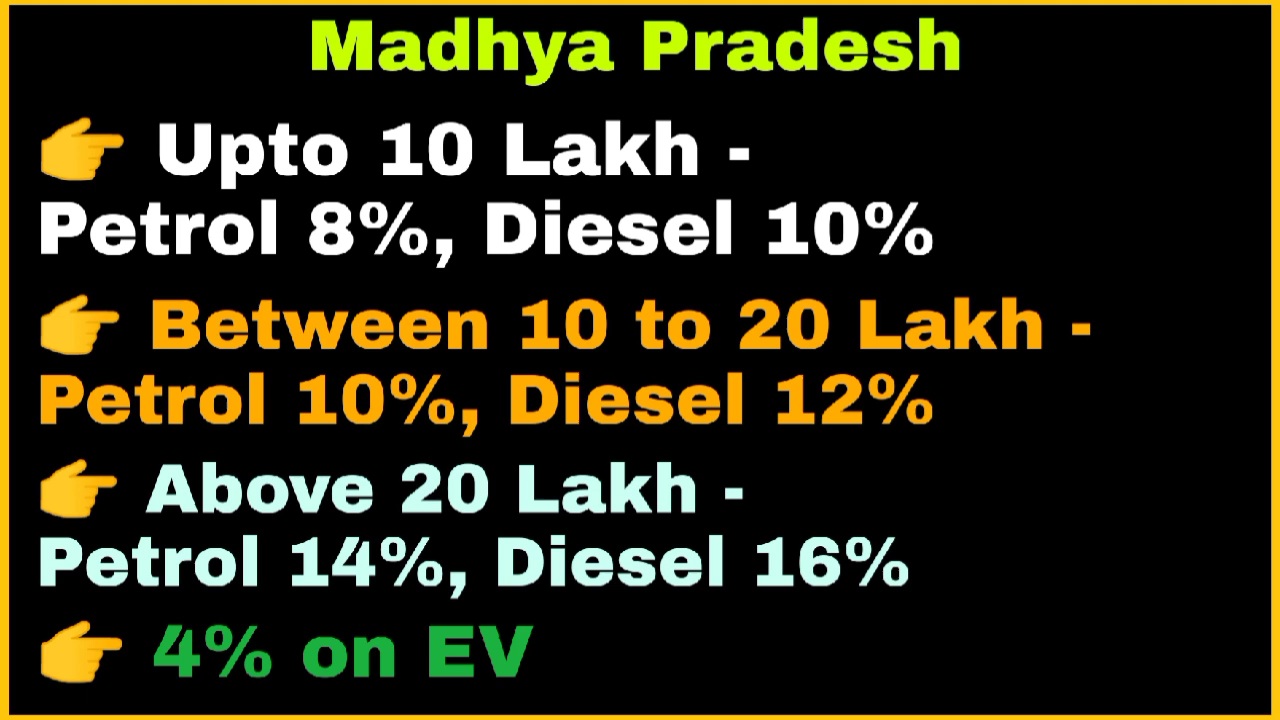 Madhya Pradesh
👉 Upto 10 Lakh -
Petrol 8%, Diesel 10%
👉 Between 10 to 20 Lakh -
Petrol 10%, Diesel 12%
👉 Above 20 Lakh -
Petrol 14%, Diesel 16%
👉 4% on EV